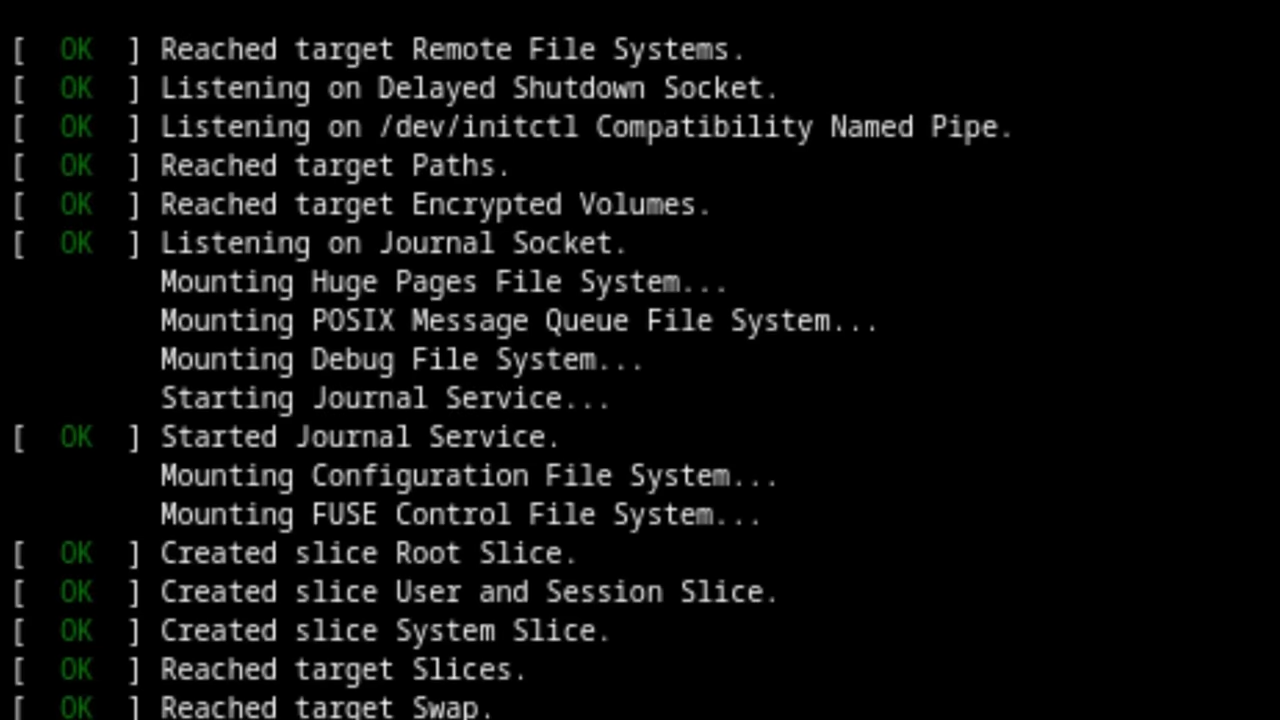 [  OK  ] Reached target Remote File Systems.
[  OK  ] Listening on Delayed Shutdown Socket.
[  OK  ] Listening on /dev/initctl Compatibility Named Pipe.
[  OK  ] Reached target Paths.
[  OK  ] Reached target Encrypted Volumes.
[  OK  ] Listening on Journal Socket.
Mounting Huge Pages File System...
Mounting POSIX Message Queue File System...
Mounting Debug File System...
Starting Journal Service...
[  OK  ] Started Journal Service.
Mounting Configuration File System...
Mounting FUSE Control File System...
[  OK  ] Created slice Root Slice.
[  OK  ] Created slice User and Session Slice.
[  OK  ] Created slice System Slice.
[  OK  ] Reached target Slices.
[  OK  ] Reached target Swap.